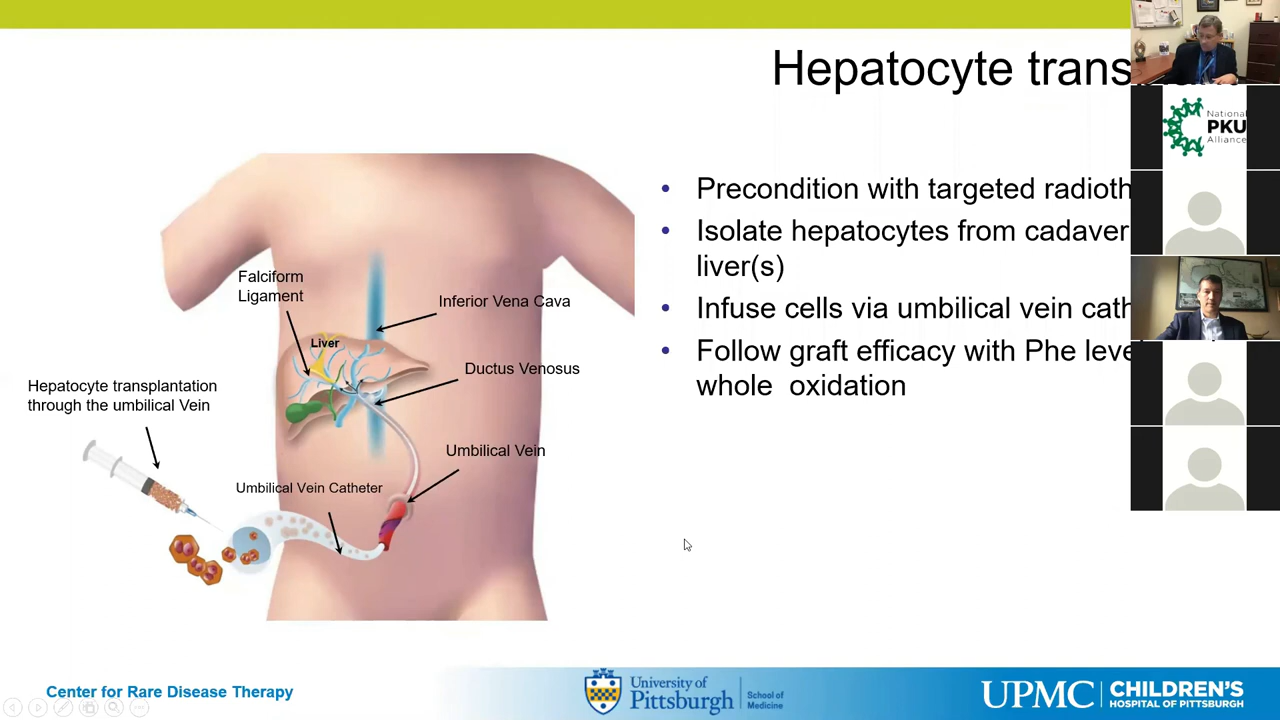 Hepatocyte trans
National
PKU
Alliance
Precondition with targeted radioth
Isolate hepatocytes from cadaver
liver(s)
Infuse cells via umbilical vein cath
Follow graft efficacy with Phe leve
whole oxidation
Falciform
Ligament
Inferior Vena Cava
Liver
Ductus Venosus
Hepatocyte transplantation
through the umbilical Vein
Umbilical Vein
Umbilical Vein Catheter
Center for Rare Disease Therapy
University of
Pittsburgh
School of
Medicine
UPMC
CHILDREN'S
HOSPITAL OF PITTSBURGH